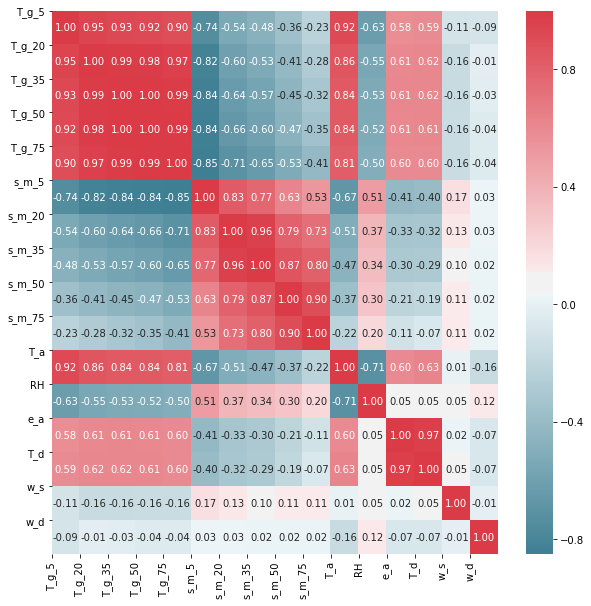 T_g_5 1.00 0.95 0.93 0.92 0.90 -0.74 -0.54 -0.48 -0.36 -0.23 0.92 -0.63 0.58 0.59 -0.11 -0.09
T_g_20 0.95 1.00 0.99 0.98 0.97 -0.82 -0.60 -0.53 -0.41 -0.28 0.86 -0.55 0.61 0.62 -0.16 -0.01
T_g_35 0.93 0.99 1.00 1.00 0.99 -0.84 -0.64 -0.57 -0.45 -0.32 0.84 -0.53 0.61 0.62 -0.16 -0.03
T_g_50 0.92 0.98 1.00 1.00 0.99 -0.84 -0.66 -0.60 -0.47 -0.35 0.84 -0.52 0.61 0.62 -0.16 -0.04
T_g_75 0.90 0.97 0.99 0.99 1.00 -0.85 -0.71 -0.65 -0.53 -0.41 0.81 -0.50 0.60 0.60 -0.16 -0.04
s_m_5 -0.74 -0.82 -0.84 -0.84 -0.85 1.00 0.83 0.77 0.63 0.53 -0.67 0.51 -0.41 -0.40 0.17 0.03
s_m_20 -0.54 -0.60 -0.64 -0.66 -0.71 0.83 1.00 0.96 0.79 0.73 -0.51 0.37 -0.33 -0.32 0.13 0.03
s_m_35 -0.48 -0.53 -0.57 -0.60 -0.65 0.77 0.96 1.00 0.87 0.80 -0.47 0.34 -0.30 -0.29 0.10 0.02
s_m_50 -0.36 -0.41 -0.45 -0.47 -0.53 0.63 0.79 0.87 1.00 0.90 -0.37 0.30 -0.21 -0.19 0.11 0.02
s_m_75 -0.23 -0.28 -0.32 -0.35 -0.41 0.53 0.73 0.80 0.90 1.00 -0.22 0.20 -0.11 -0.07 0.11 0.02
T_a 0.92 0.86 0.84 0.84 0.81 -0.67 -0.51 -0.47 -0.37 -0.22 1.00 -0.71 0.60 0.63 0.01 -0.16
RH -0.63 -0.55 -0.53 -0.52 -0.50 0.51 0.37 0.34 0.30 0.20 -0.71 1.00 0.05 0.05 0.05 0.12
e_a 0.58 0.61 0.61 0.61 0.60 -0.41 -0.33 -0.30 -0.21 -0.11 0.60 0.05 1.00 0.97 0.02 -0.07
T_d 0.59 0.62 0.62 0.61 0.60 -0.40 -0.32 -0.29 -0.19 -0.07 0.63 0.05 0.97 1.00 0.05 -0.07
w_s -0.11 -0.16 -0.16 -0.16 -0.16 0.17 0.13 0.10 0.11 0.11 0.01 0.05 0.02 0.05 1.00 -0.01
w_d -0.09 -0.01 -0.03 -0.04 -0.04 0.03 0.03 0.02 0.02 0.02 -0.16 0.12 -0.07 -0.07 -0.01 1.00
T_g_5 T_g_20 T_g_35 T_g_50 T_g_75 s_m_5 s_m_20 s_m_35 s_m_50 s_m_75 T_a RH e_a T_d w_s w_d
0.8
0.4
0.0
-0.4
-0.8